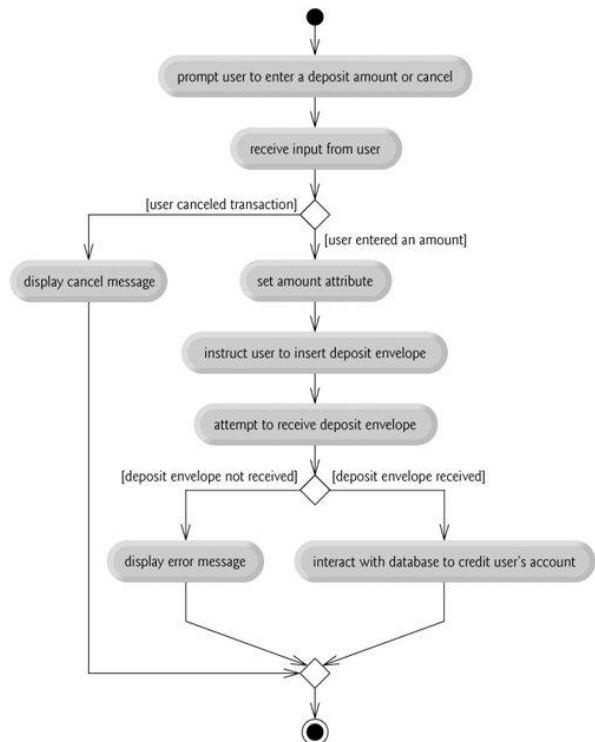 prompt user to enter a deposit amount or cancel
receive input from user
[user canceled transaction]
[user entered an amount]
display cancel message
set amount attribute
instruct user to insert deposit envelope
attempt to receive deposit envelope
[deposit envelope not received]
[deposit envelope received]
display error message
interact with database to credit user's account